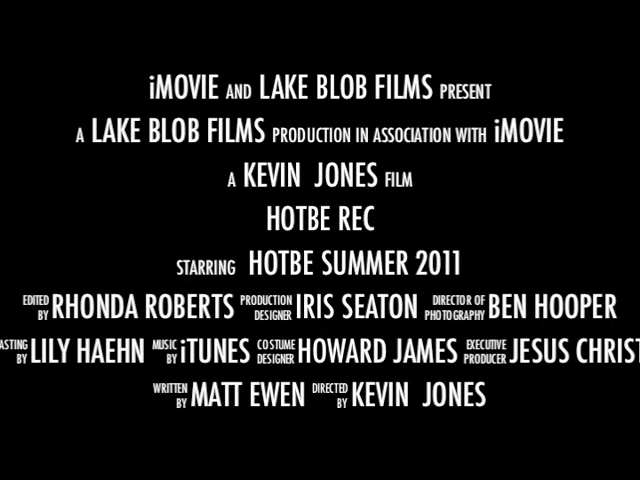 iMOVIE AND LAKE BLOB FILMS PRESENT
A LAKE BLOB FILMS PRODUCTION IN ASSOCIATION WITH iMOVIE
A KEVIN JONES FILM
HOTBE REC
STARRING HOTBE SUMMER 2011
EDITED BY RHONDA ROBERTS PRODUCTION DESIGNER IRIS SEATON DIRECTOR OF PHOTOGRAPHY BEN HOOPER
ASTING BY LILY HAEHN MUSIC BY iTUNES COSTUME DESIGNER HOWARD JAMES EXECUTIVE PRODUCER JESUS CHRIST
WRITTEN BY MATT EWEN DIRECTED BY KEVIN JONES